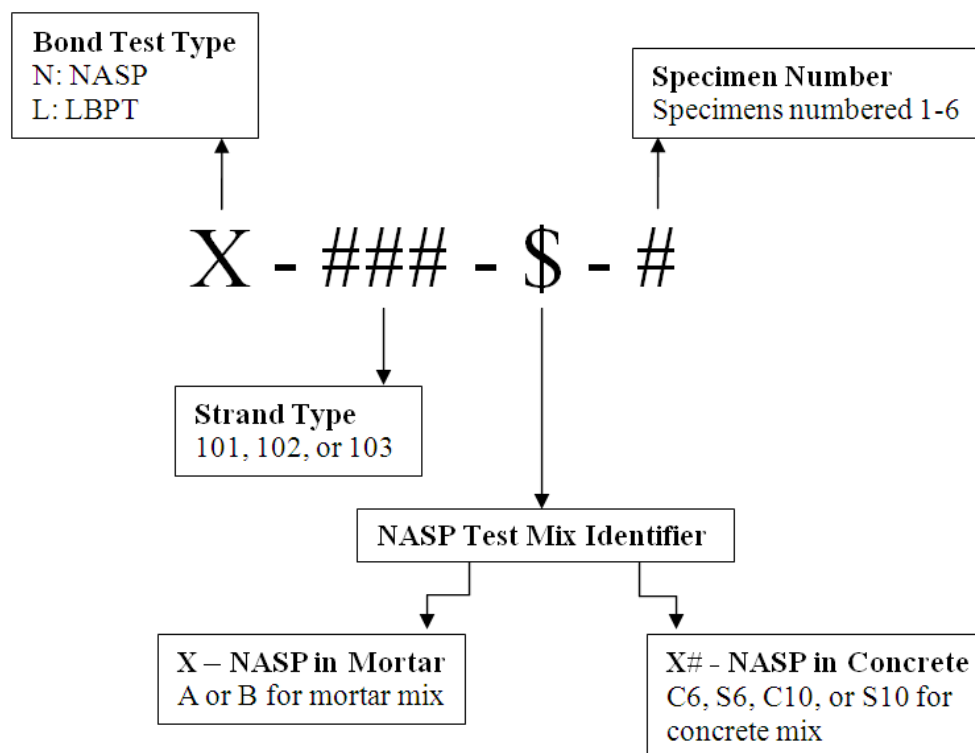 Bond Test Type
N: NASP
L: LBPT
Specimen Number
Specimens numbered 1-6
X - ### - $ - #
Strand Type
101, 102, or 103
NASP Test Mix Identifier
X – NASP in Mortar
A or B for mortar mix
X# - NASP in Concrete
C6, S6, C10, or S10 for
concrete mix